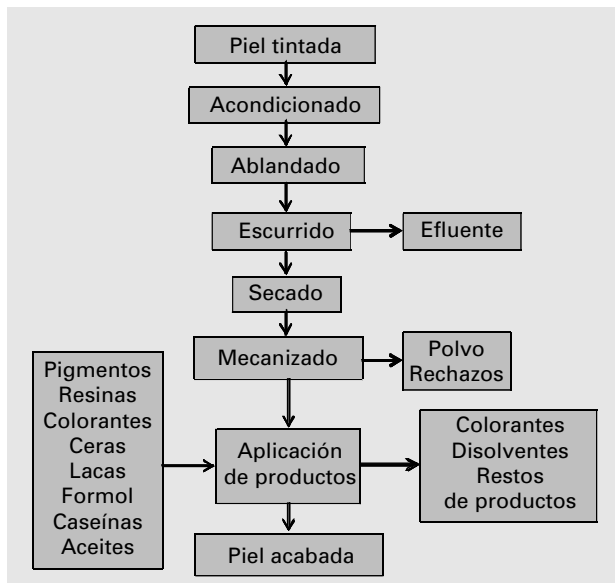 Piel tintada
Acondicionado
Ablandado
Escurrido
Efluente
Secado
Mecanizado
Polvo
Rechazos
Pigmentos
Resinas
Colorantes
Ceras
Lacas
Formol
Caseínas
Aceites
Aplicación
de productos
Colorantes
Disolventes
Restos
de productos
Piel acabada